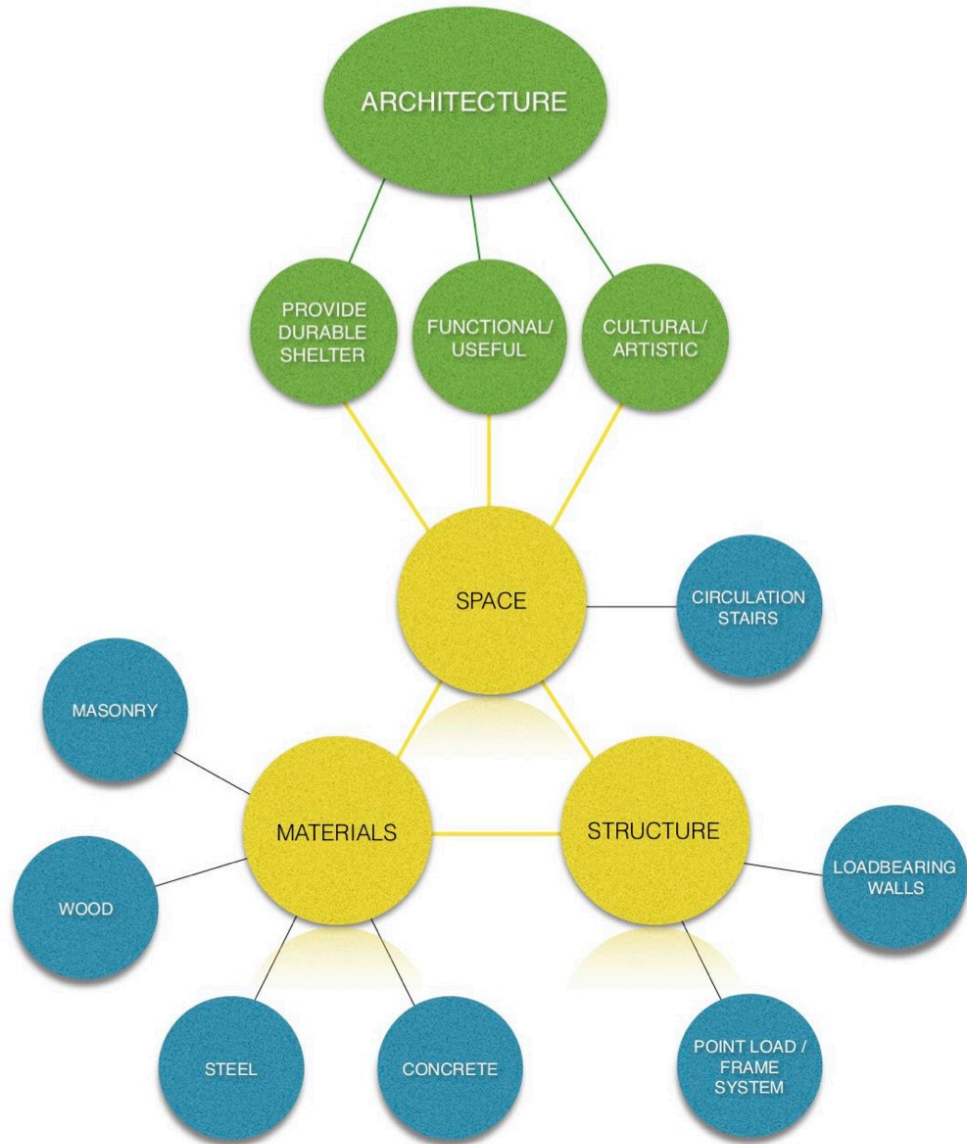 ARCHITECTURE
PROVIDE
DURABLE
SHELTER
FUNCTIONAL/
USEFUL
CULTURAL/
ARTISTIC
SPACE
CIRCULATION
STAIRS
MASONRY
MATERIALS
STRUCTURE
LOADBEARING
WALLS
WOOD
STEEL
CONCRETE
POINT LOAD /
FRAME
SYSTEM